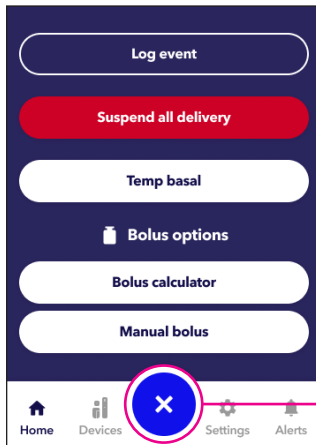 Log event
Suspend all delivery
Temp basal
Bolus options
Bolus calculator
Manual bolus
Home Devices Settings Alerts